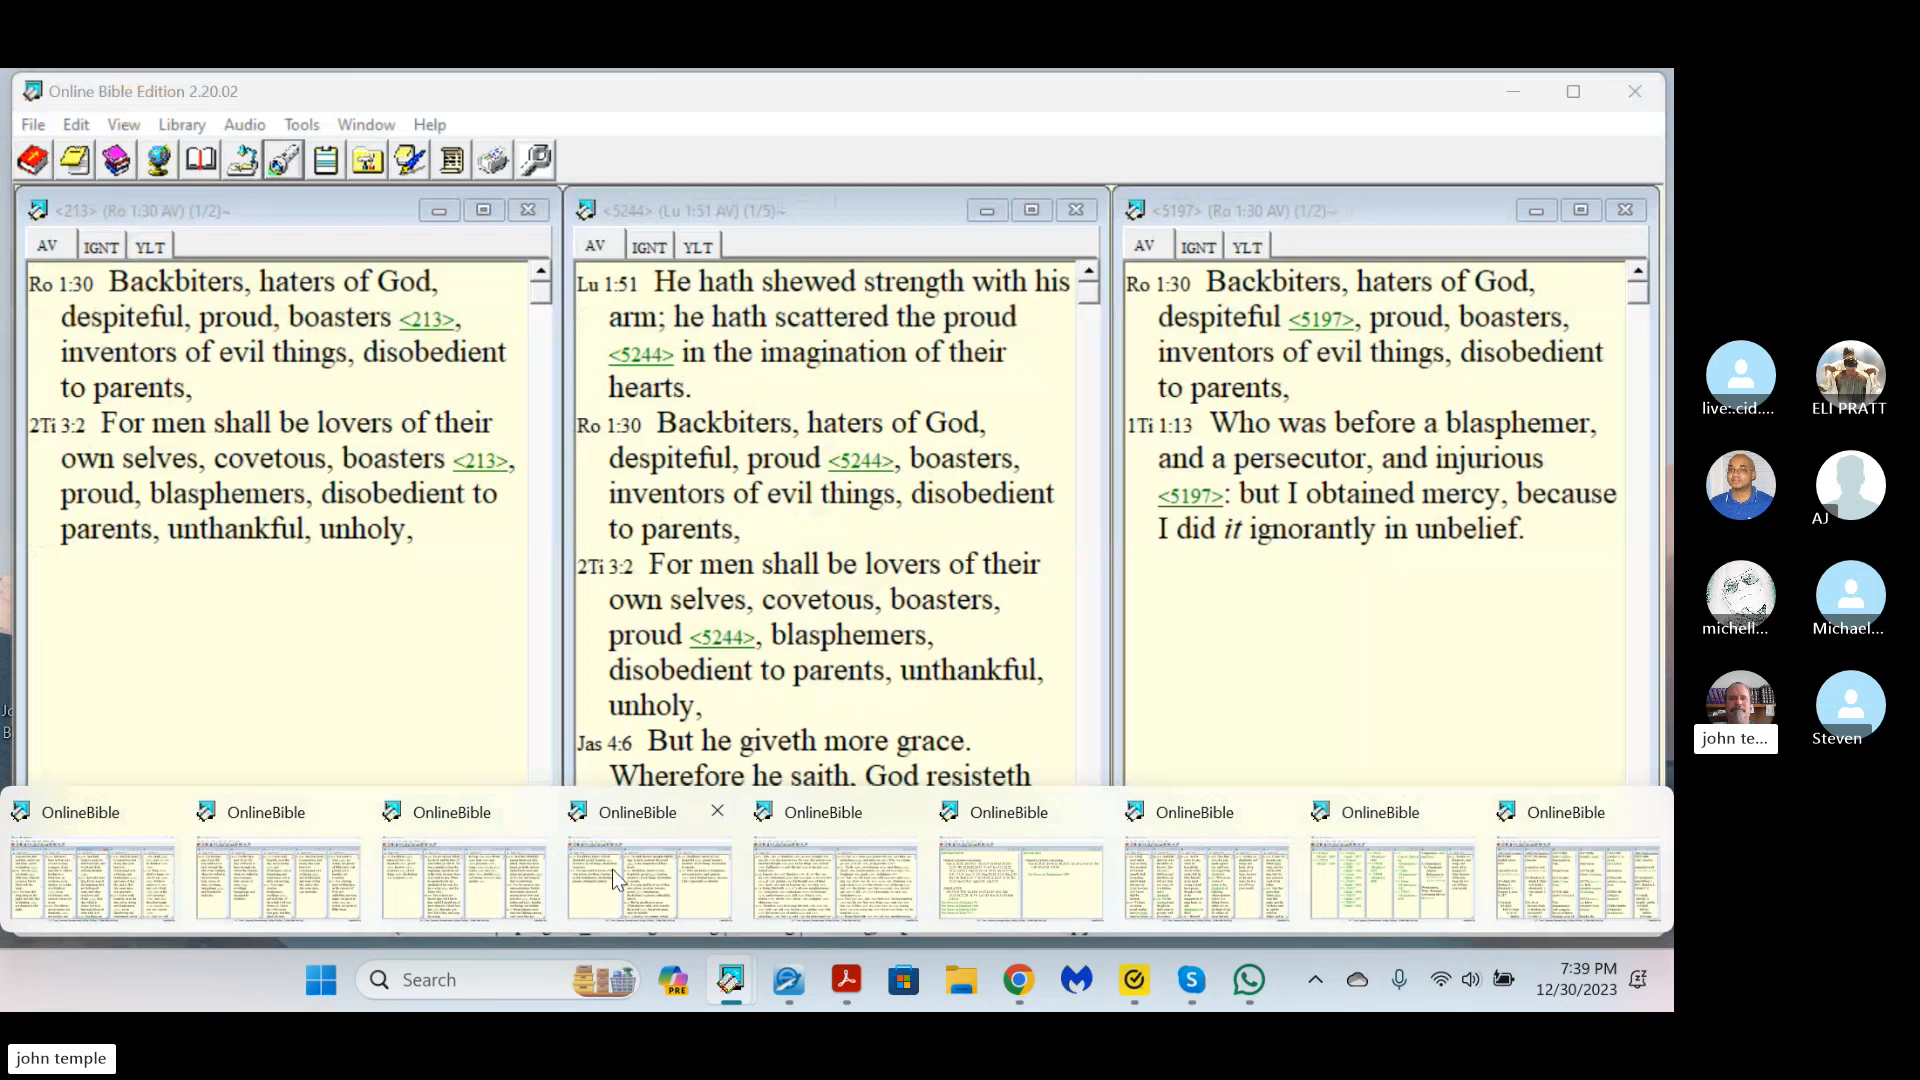 Online Bible Edition 2.20.02
File Edit View Library Audio Tools Window Help
<213> (Ro 1:30 AV) (1/2)~
AV IGNT YLT
Ro 1:30 Backbiters, haters of God,
despiteful, proud, boasters <213>,
inventors of evil things, disobedient
to parents,
2Ti 3:2 For men shall be lovers of their
own selves, covetous, boasters <213>,
proud, blasphemers, disobedient to
parents, unthankful, unholy,
<5244> (Lu 1:51 AV) (1/5)~
AV IGNT YLT
Lu 1:51 He hath shewed strength with his
arm; he hath scattered the proud
<5244> in the imagination of their
hearts.
Ro 1:30 Backbiters, haters of God,
despiteful, proud <5244>, boasters,
inventors of evil things, disobedient
to parents,
2Ti 3:2 For men shall be lovers of their
own selves, covetous, boasters,
proud <5244>, blasphemers,
disobedient to parents, unthankful,
unholy,
Jas 4:6 But he giveth more grace.
Wherefore he saith, God resisteth
<5197> (Ro 1:30 AV) (1/2)~
AV IGNT YLT
Ro 1:30 Backbiters, haters of God,
despiteful <5197>, proud, boasters,
inventors of evil things, disobedient
to parents,
1Ti 1:13 Who was before a blasphemer,
and a persecutor, and injurious
<5197>: but I obtained mercy, because
I did it ignorantly in unbelief.
live:.cid.... ELI PRATT
AJ
michell... Michael...
john te... Steven
OnlineBible OnlineBible OnlineBible OnlineBible OnlineBible OnlineBible OnlineBible OnlineBible OnlineBible
Search
PRE
7:39 PM
12/30/2023
john temple